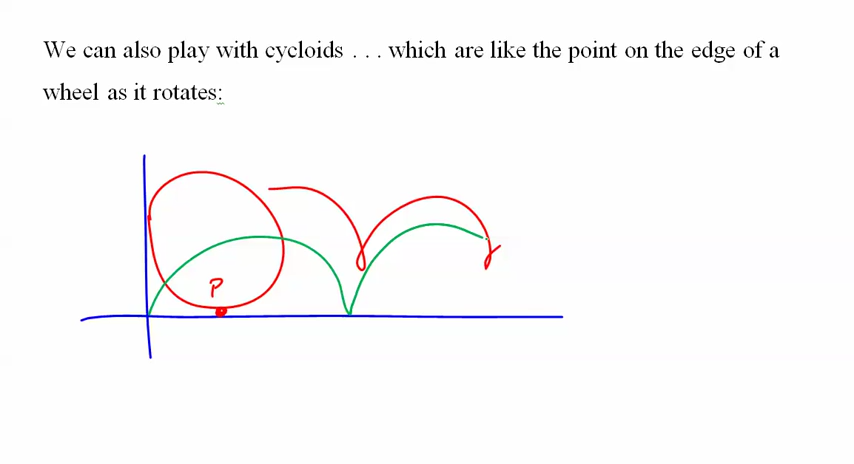 We can also play with cycloids . . . which are like the point on the edge of a
wheel as it rotates:
P